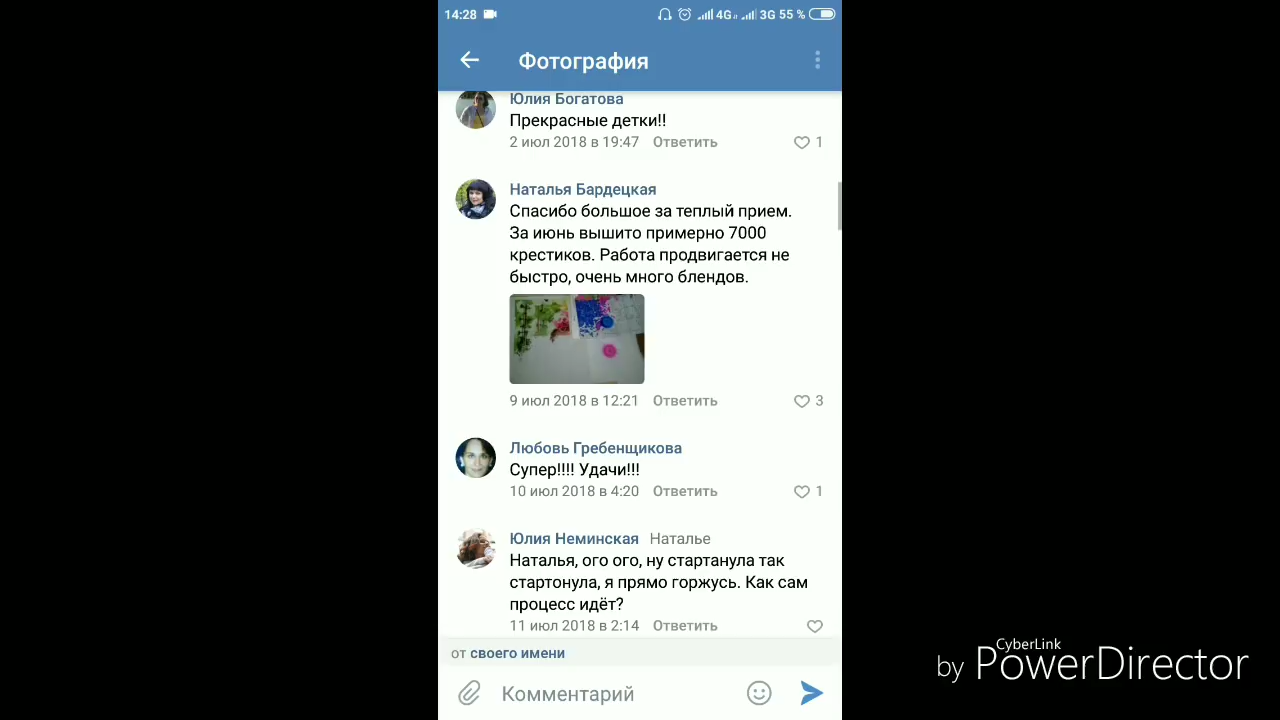 14:28 4G 3G 55 %
Фотография
Юлия Богатова
Прекрасные детки!!
2 июл 2018 в 19:47 Ответить 1
Наталья Бардецкая
Спасибо большое за теплый прием.
За июнь вышито примерно 7000
крестиков. Работа продвигается не
быстро, очень много блендов.
9 июл 2018 в 12:21 Ответить 3
Любовь Гребенщикова
Супер!!!! Удачи!!!
10 июл 2018 в 4:20 Ответить 1
Юлия Неминская Наталье
Наталья, ого ого, ну стартанула так
стартонула, я прямо горжусь. Как сам
процесс идёт?
11 июл 2018 в 2:14 Ответить
от своего имени
Комментарий
CyberLink
by PowerDirector